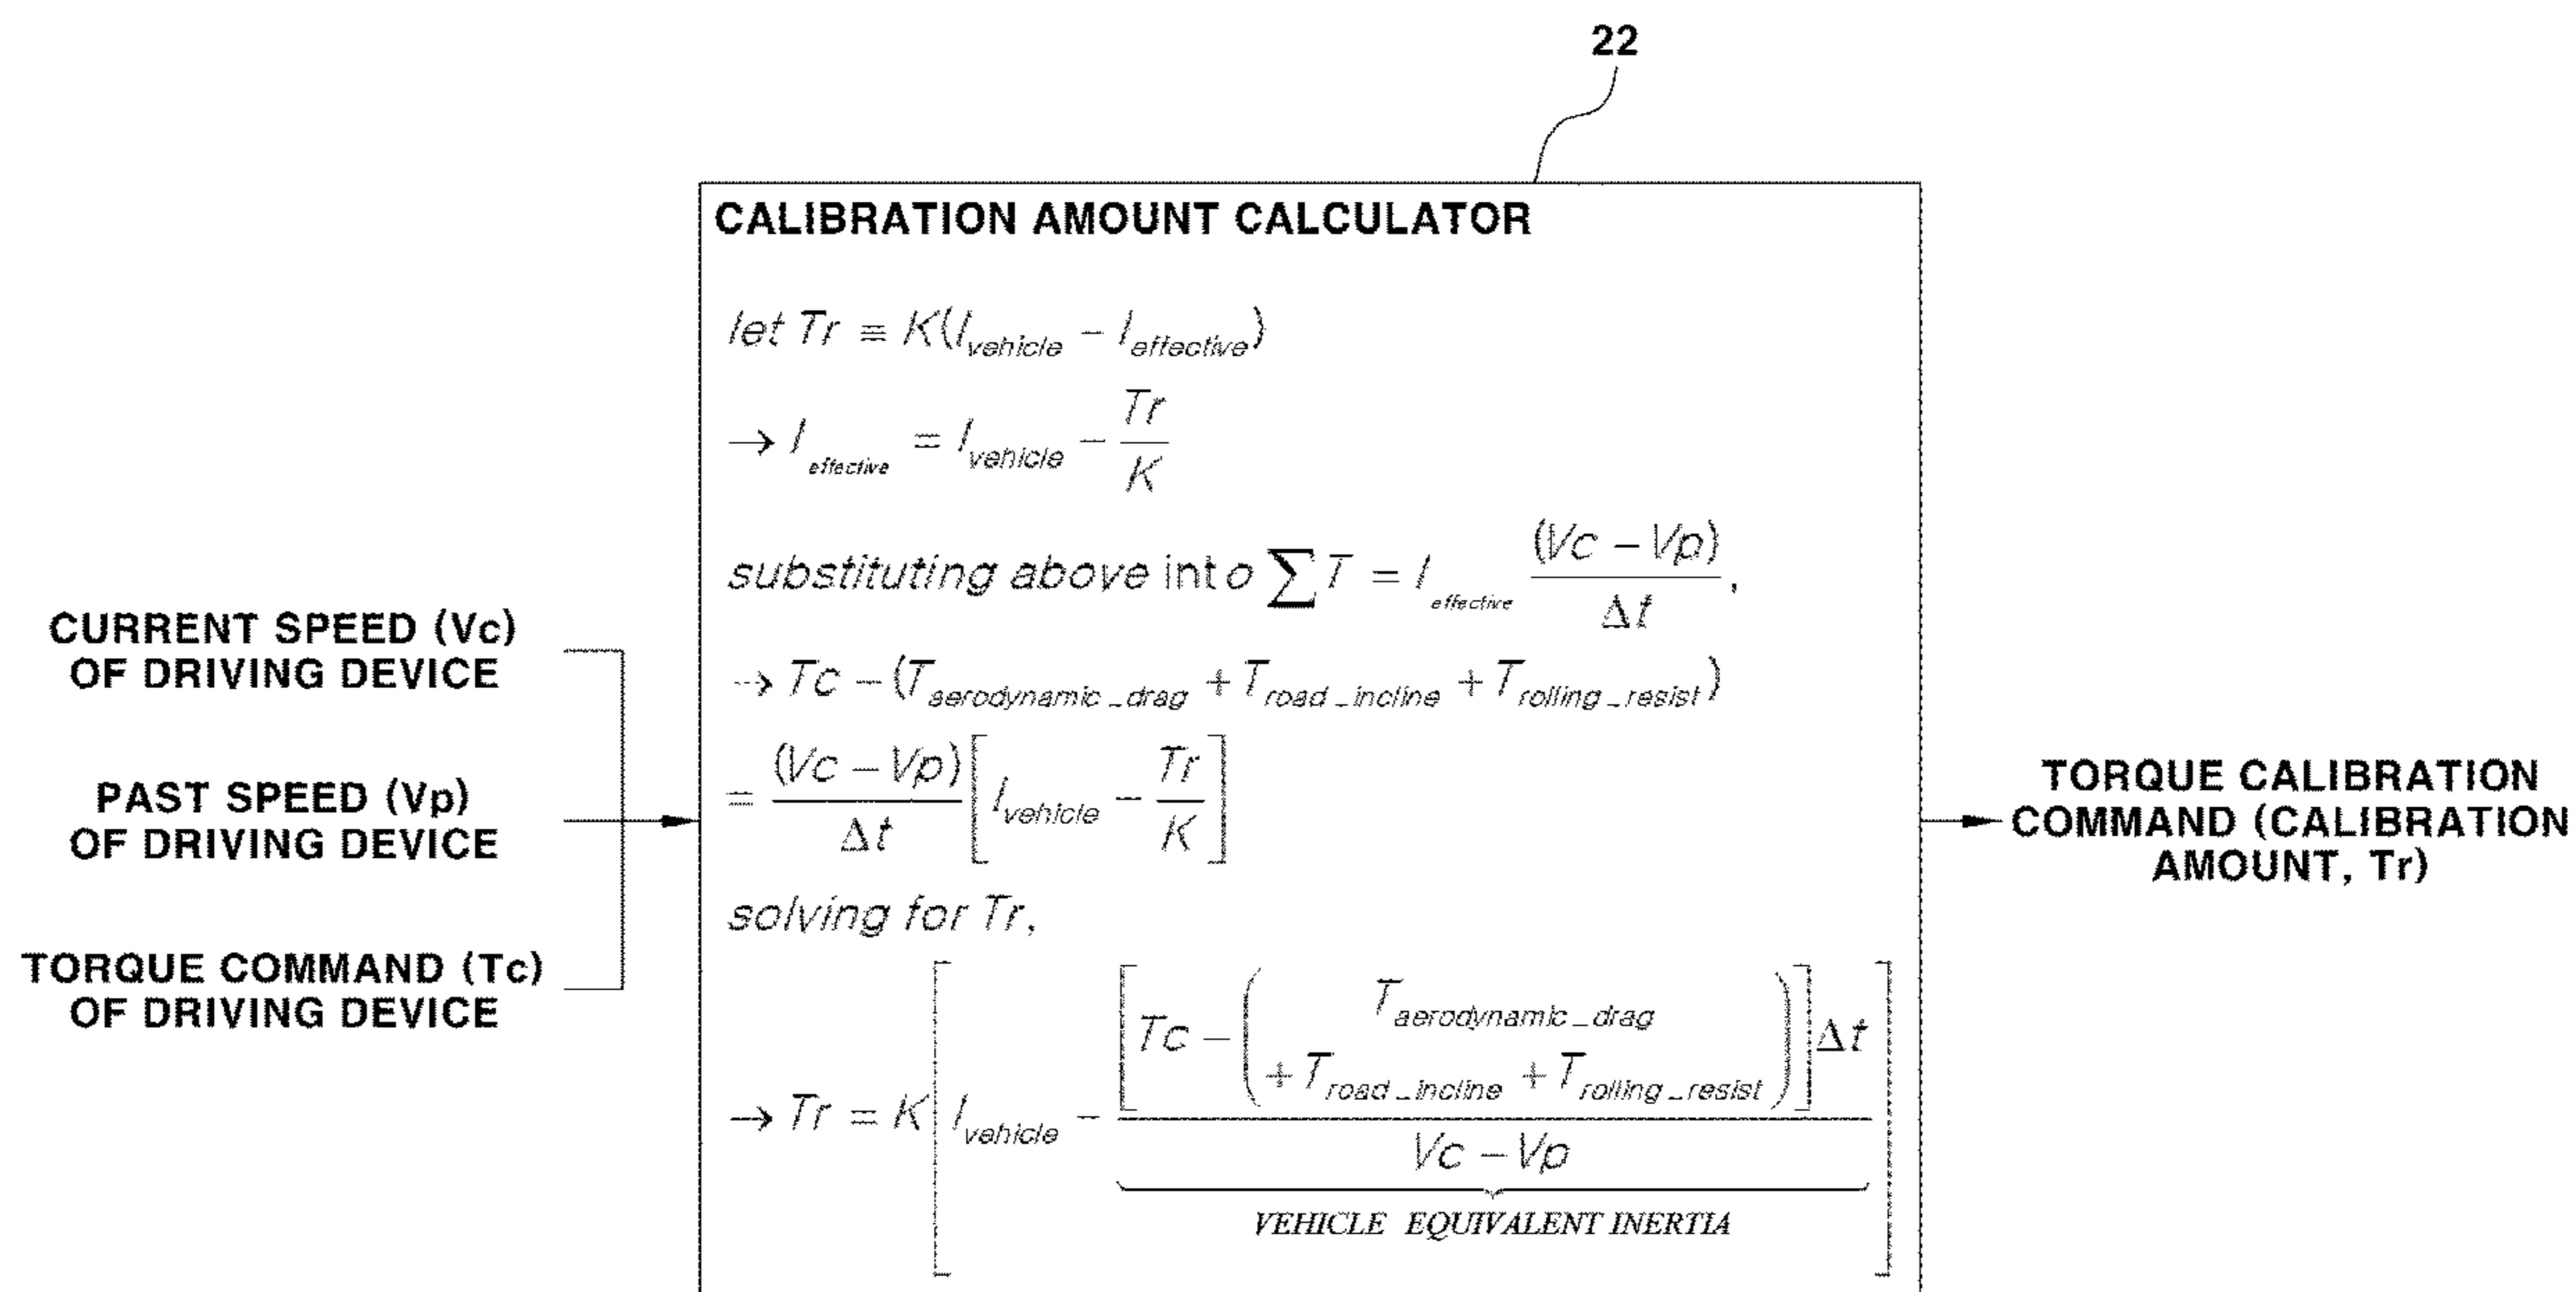 22
CALIBRATION AMOUNT CALCULATOR
let Tr ≡ K(I_vehicle − I_effective)
→ I_effective = I_vehicle − Tr/K
substituting above into ∑T = I_effective (Vc − Vp)/Δt,
→ Tc − (T_aerodynamic_drag + T_road_incline + T_rolling_resist)
= (Vc − Vp)/Δt [I_vehicle − Tr/K]
solving for Tr,
→ Tr = K[I_vehicle − [Tc − (T_aerodynamic_drag + T_road_incline + T_rolling_resist)]Δt / (Vc − Vp)]
VEHICLE EQUIVALENT INERTIA
CURRENT SPEED (Vc)
OF DRIVING DEVICE
PAST SPEED (Vp)
OF DRIVING DEVICE
TORQUE COMMAND (Tc)
OF DRIVING DEVICE
TORQUE CALIBRATION
COMMAND (CALIBRATION
AMOUNT, Tr)